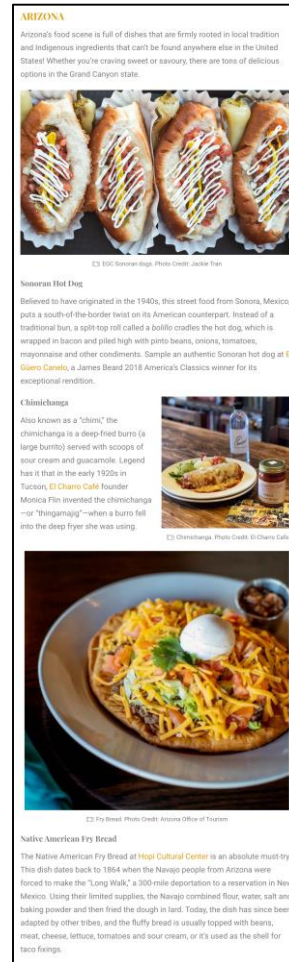 ARIZONA
Arizona's food scene is full of dishes that are firmly rooted in local tradition
and Indigenous ingredients that can't be found anywhere else in the United
States! Whether you're craving sweet or savoury, there are tons of delicious
options in the Grand Canyon state.
EGC Sonoran dogs. Photo Credit: Jackie Tran
Sonoran Hot Dog
Believed to have originated in the 1940s, this street food from Sonora, Mexico,
puts a south-of-the-border twist on its American counterpart. Instead of a
traditional bun, a split-top roll called a bolillo cradles the hot dog, which is
wrapped in bacon and piled high with pinto beans, onions, tomatoes,
mayonnaise and other condiments. Sample an authentic Sonoran hot dog at
Güero Canelo, a James Beard 2018 America's Classics winner for its
exceptional rendition.
Chimichanga
Also known as a "chimi," the
chimichanga is a deep-fried burro (a
large burrito) served with scoops of
sour cream and guacamole. Legend
has it that in the early 1920s in
Tucson, El Charro Café founder
Monica Flin invented the chimichanga
—or "thingamajig"—when a burro fell
into the deep fryer she was using.
Chimichanga. Photo Credit: El Charro Cafe
Fry Bread. Photo Credit: Arizona Office of Tourism
Native American Fry Bread
The Native American Fry Bread at Hopi Cultural Center is an absolute must-try.
This dish dates back to 1864 when the Navajo people from Arizona were
forced to make the "Long Walk," a 300-mile deportation to a reservation in New
Mexico. Using their limited supplies, the Navajo combined flour, water, salt and
baking powder and then fried the dough in lard. Today, the dish has since been
adapted by other tribes, and the fluffy bread is usually topped with beans,
meat, cheese, lettuce, tomatoes and sour cream, or it's used as the shell for
taco fixings.